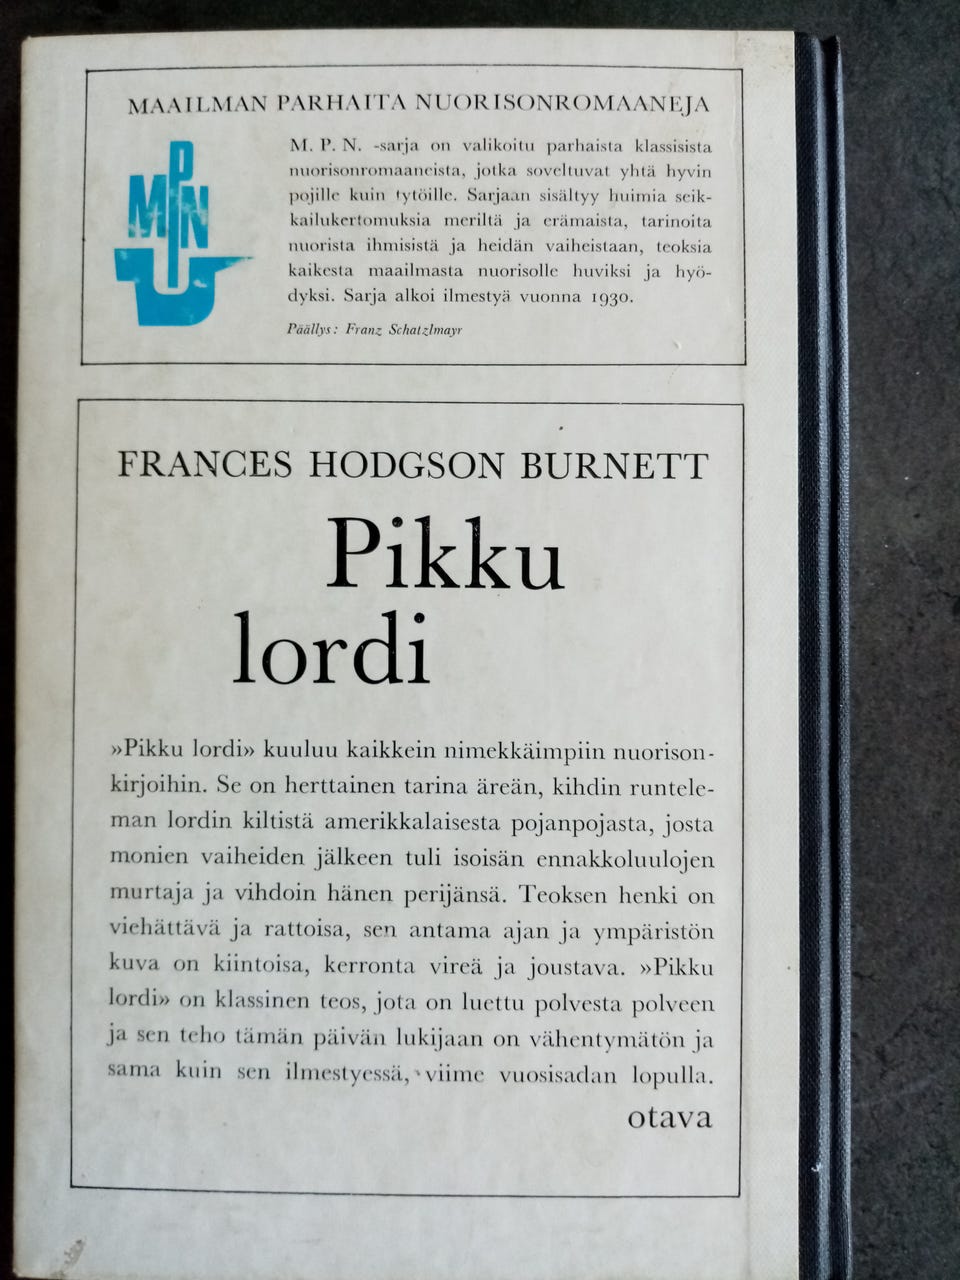 MAAILMAN PARHAITA NUORISONROMAANEJA
MPN
M. P. N. -sarja on valikoitu parhaista klassisista
nuorisonromaaneista, jotka soveltuvat yhtä hyvin
pojille kuin tytöille. Sarjaan sisältyy huimia seik-
kailukertomuksia meriltä ja erämaista, tarinoita
nuorista ihmisistä ja heidän vaiheistaan, teoksia
kaikesta maailmasta nuorisolle huviksi ja hyö-
dyksi. Sarja alkoi ilmestyä vuonna 1930.
Päällys: Franz Schatzlmayr
FRANCES HODGSON BURNETT
Pikku
lordi
»Pikku lordi» kuuluu kaikkein nimekkäimpiin nuorison-
kirjoihin. Se on herttainen tarina äreän, kihdin runtele-
man lordin kiltistä amerikkalaisesta pojanpojasta, josta
monien vaiheiden jälkeen tuli isoisän ennakkoluulojen
murtaja ja vihdoin hänen perijänsä. Teoksen henki on
viehättävä ja rattoisa, sen antama ajan ja ympäristön
kuva on kiintoisa, kerronta vireä ja joustava. »Pikku
lordi» on klassinen teos, jota on luettu polvesta polveen
ja sen teho tämän päivän lukijaan on vähentymätön ja
sama kuin sen ilmestyessä, viime vuosisadan lopulla.
otava